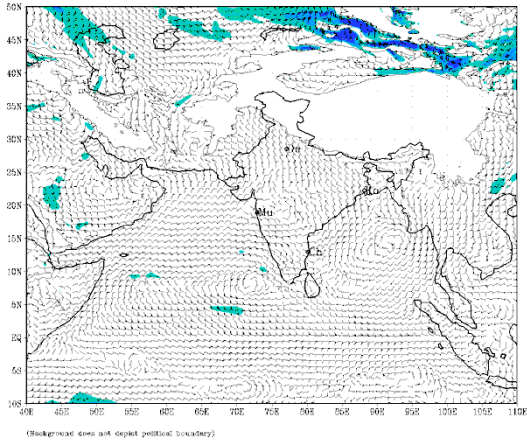 50N
45N
40N
35N
30N
25N
20N
15N
10N
5N
EQ
5S
10S
Mu
40E 45E 50E 55E 60E 65E 70E 75E 80E 85E 90E 95E 100E 105E 110E
(Background does not depict political boundary)